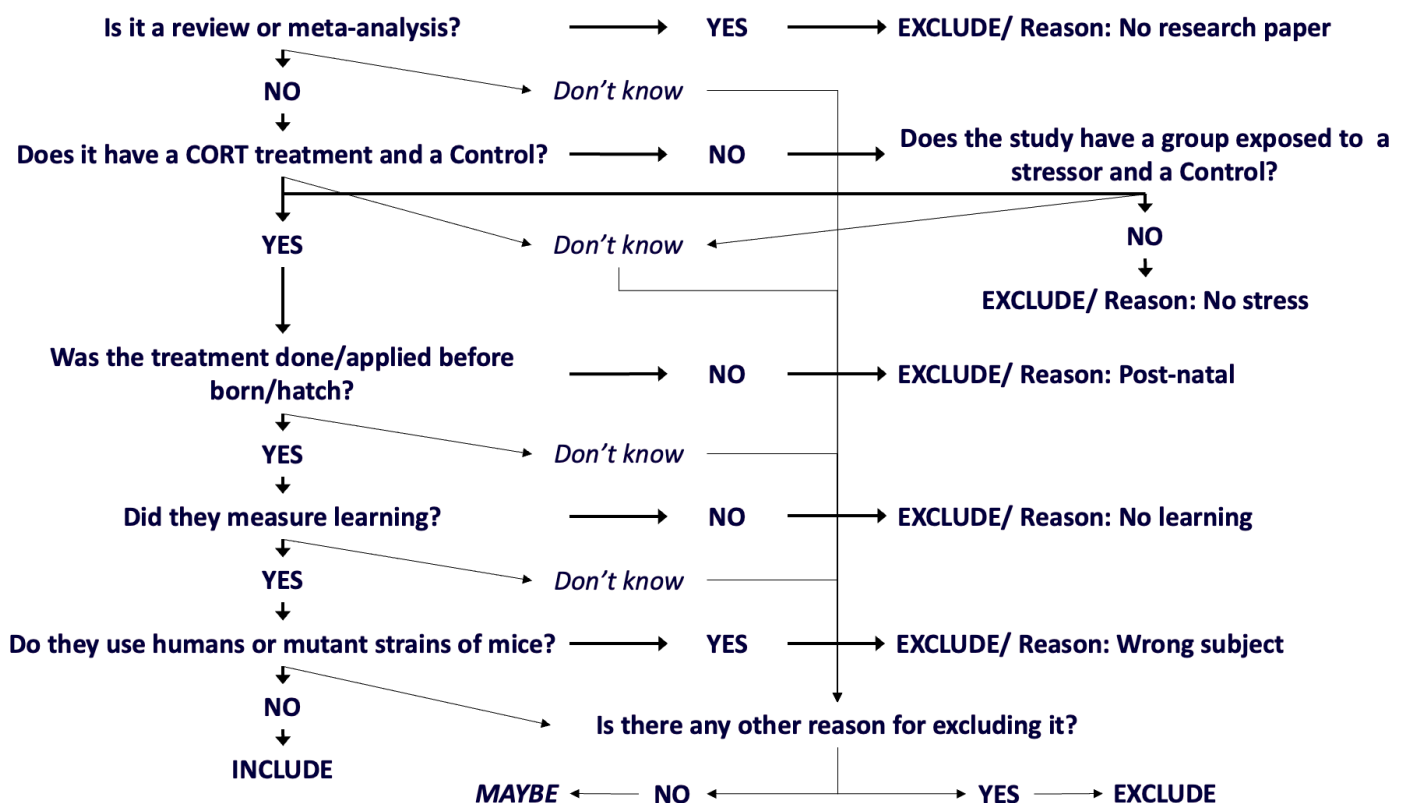 Is it a review or meta-analysis? YES EXCLUDE/ Reason: No research paper
NO Don't know
Does it have a CORT treatment and a Control? NO Does the study have a group exposed to a
stressor and a Control?
YES Don't know NO
EXCLUDE/ Reason: No stress
Was the treatment done/applied before
born/hatch? NO EXCLUDE/ Reason: Post-natal
YES Don't know
Did they measure learning? NO EXCLUDE/ Reason: No learning
YES Don't know
Do they use humans or mutant strains of mice? YES EXCLUDE/ Reason: Wrong subject
NO Is there any other reason for excluding it?
INCLUDE
MAYBE NO YES EXCLUDE